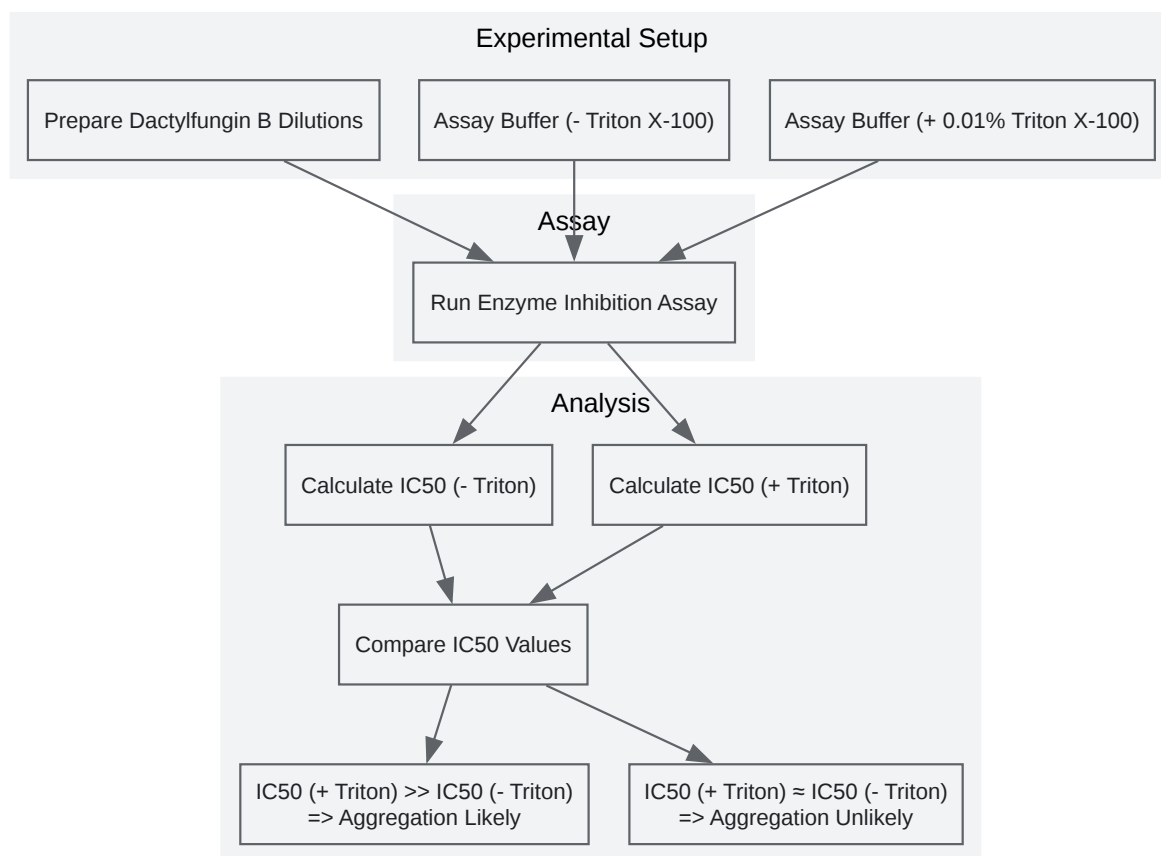 Experimental Setup
Prepare Dactylfungin B Dilutions
Assay Buffer (- Triton X-100)
Assay Buffer (+ 0.01% Triton X-100)
Assay
Run Enzyme Inhibition Assay
Analysis
Calculate IC50 (- Triton)
Calculate IC50 (+ Triton)
Compare IC50 Values
IC50 (+ Triton) >> IC50 (- Triton)
=> Aggregation Likely
IC50 (+ Triton) ≈ IC50 (- Triton)
=> Aggregation Unlikely